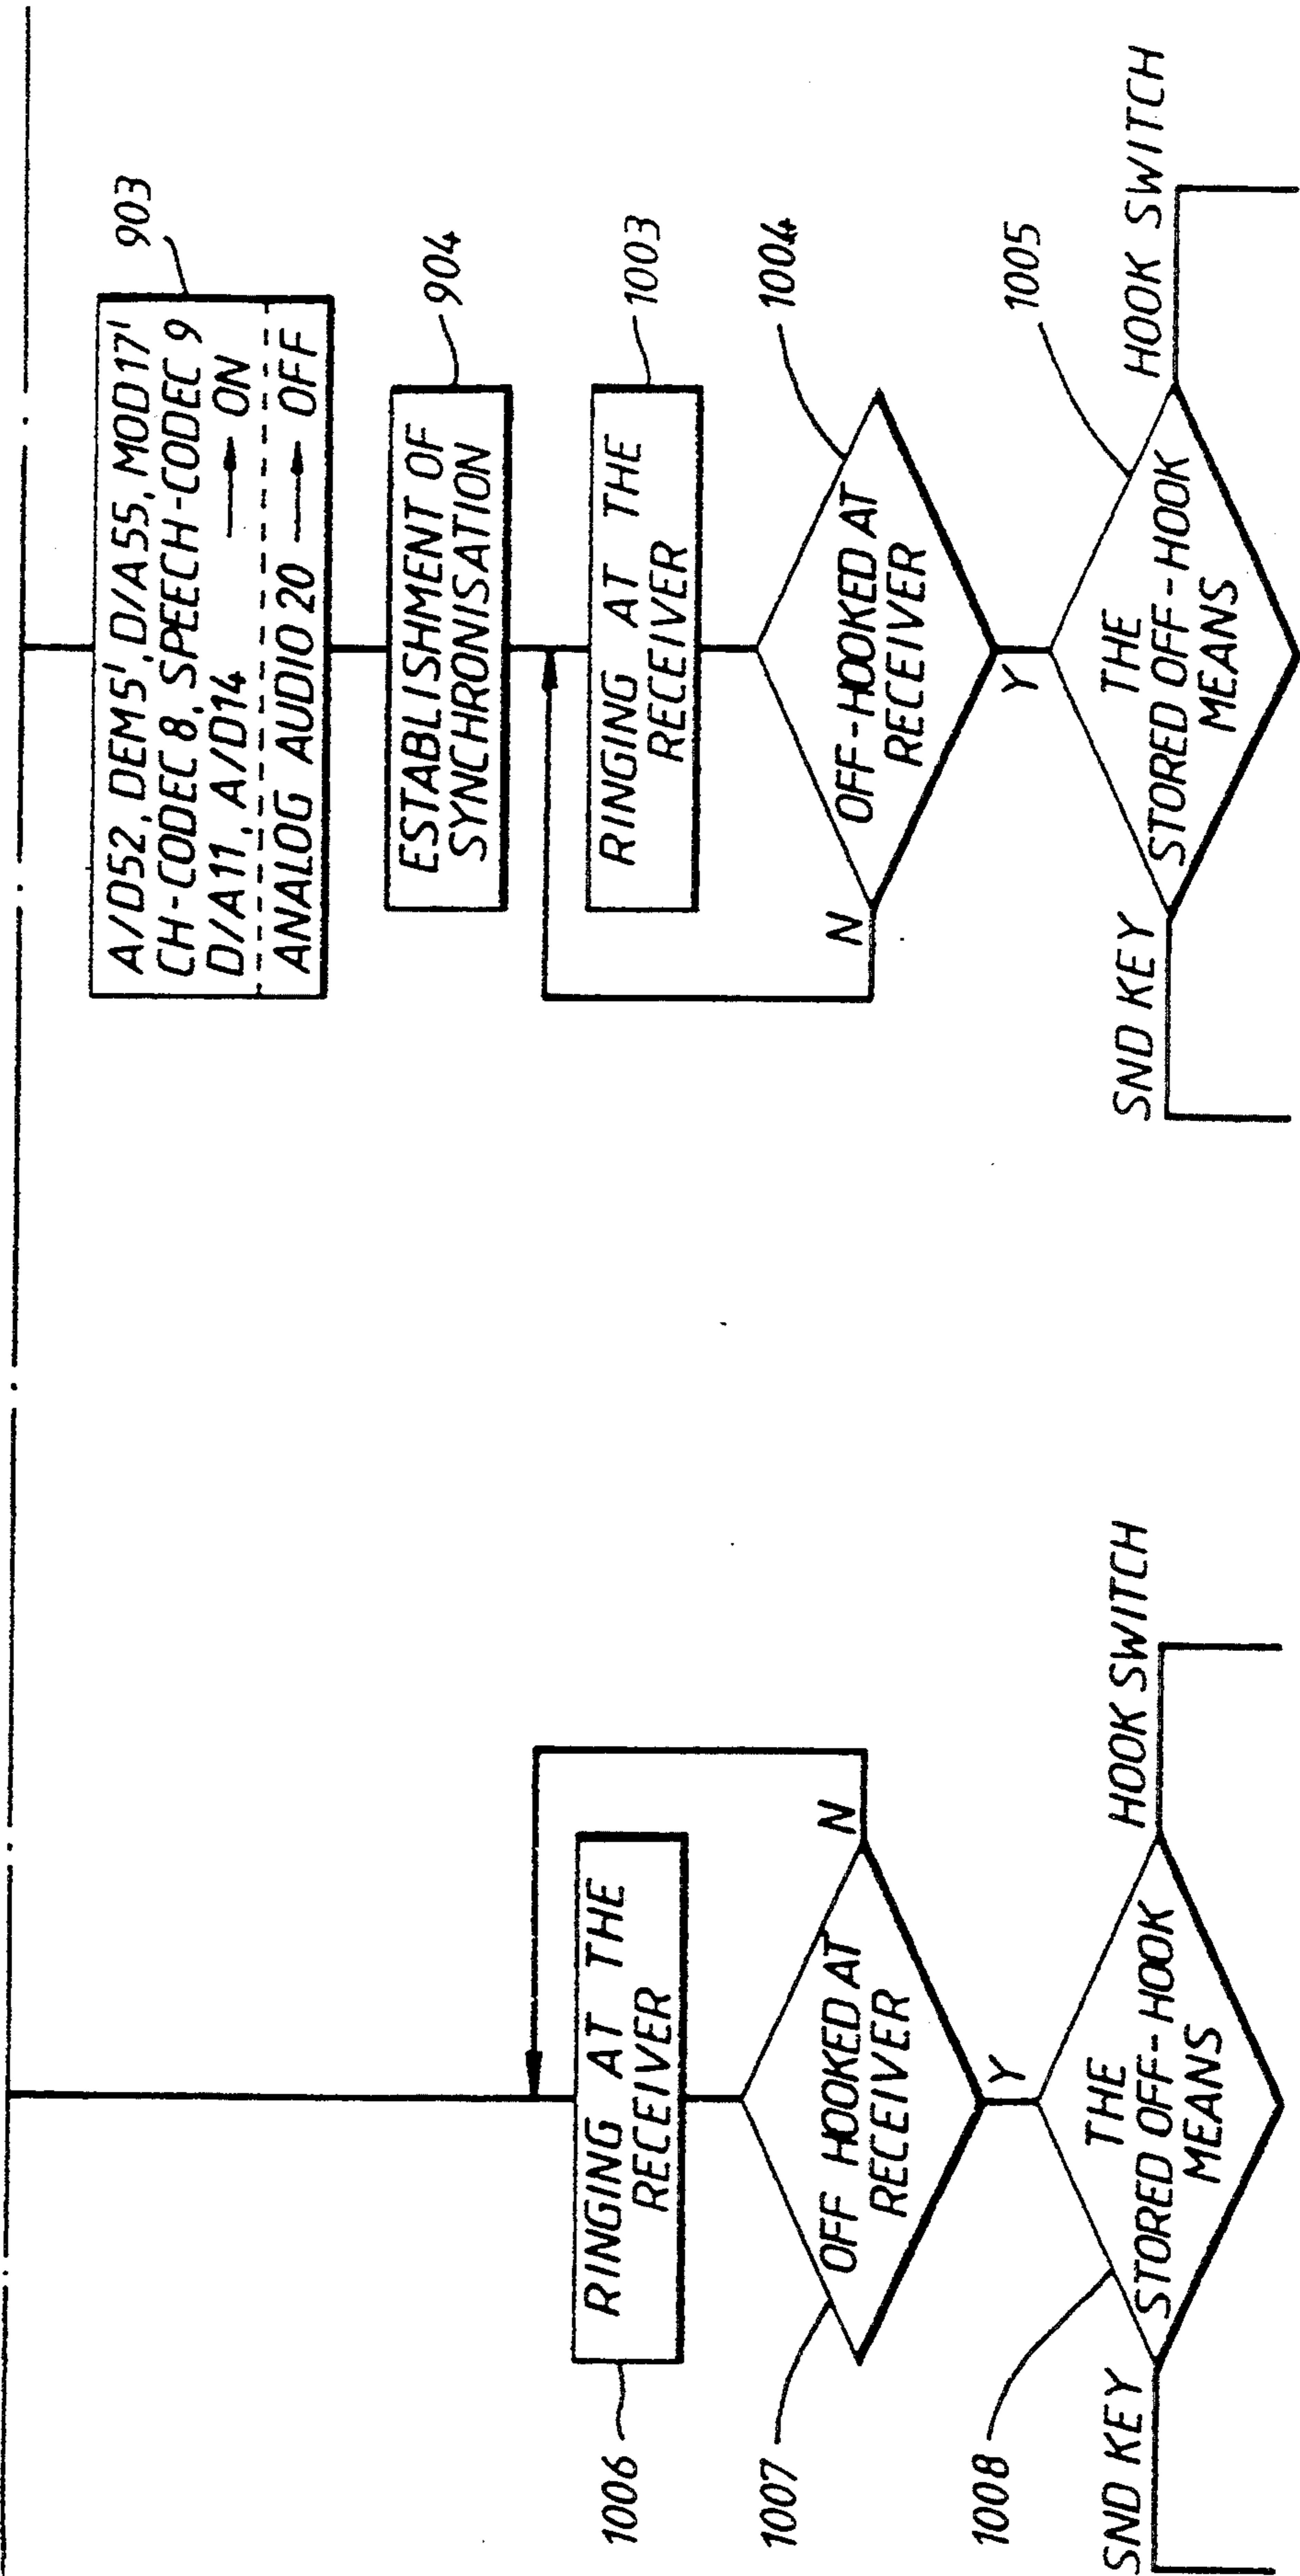 RINGING AT THE
RECEIVER
1006
OFF HOOKED AT
RECEIVER
1007
N
Y
THE
STORED OFF-HOOK
MEANS
1008
SND KEY
HOOK SWITCH
A/D52, DEM5', D/A55, MOD17'
CH-CODEC 8, SPEECH-CODEC 9
D/A11, A/D14 → ON
ANALOG AUDIO 20 → OFF
903
ESTABLISHMENT OF
SYNCHRONISATION
904
RINGING AT THE
RECEIVER
1003
OFF-HOOKED AT
RECEIVER
1004
N
Y
THE
STORED OFF-HOOK
MEANS
1005
SND KEY
HOOK SWITCH